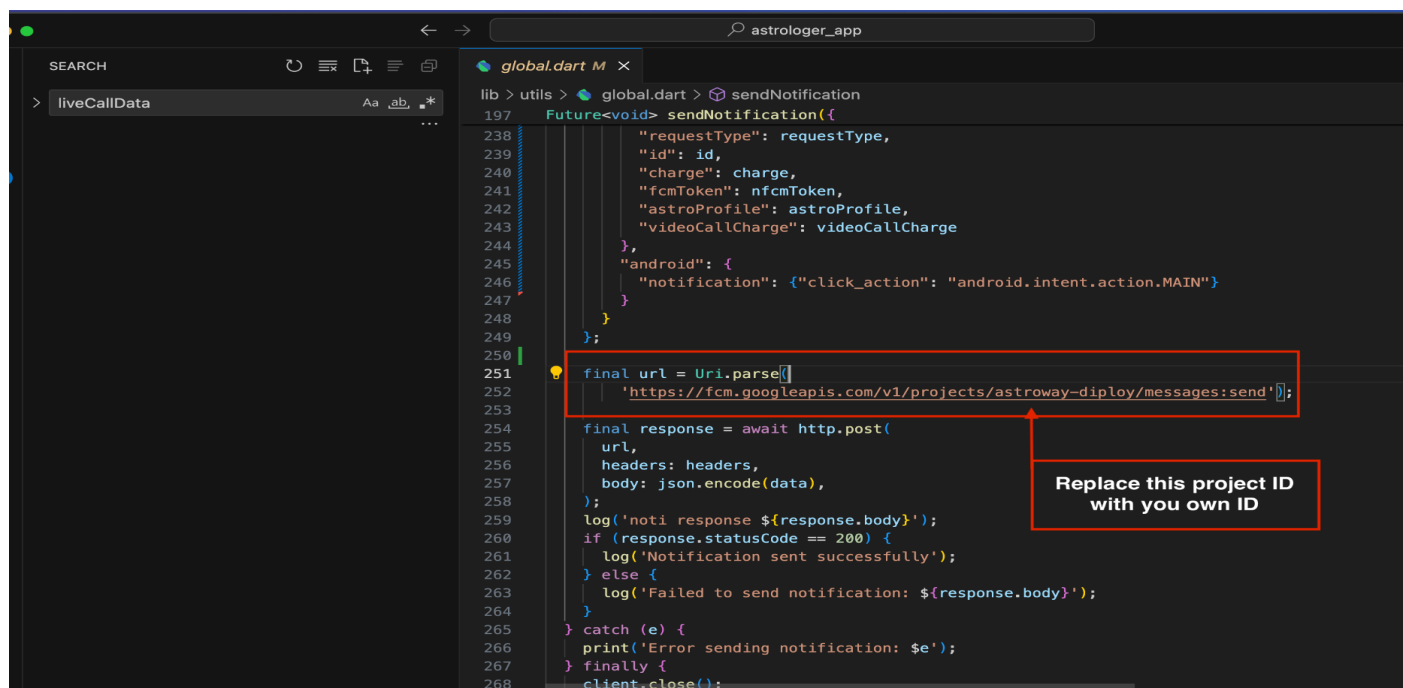 astrologer_app
SEARCH
liveCallData
Aa ab *
...
global.dart M
lib > utils > global.dart > sendNotification
197 Future<void> sendNotification({
238 "requestType": requestType,
239 "id": id,
240 "charge": charge,
241 "fcmToken": nfcmToken,
242 "astroProfile": astroProfile,
243 "videoCallCharge": videoCallCharge
244 },
245 "android": {
246 "notification": {"click_action": "android.intent.action.MAIN"}
247 }
248 }
249 };
250
251 final url = Uri.parse(
252 'https://fcm.googleapis.com/v1/projects/astroway-diploy/messages:send');
253
254 final response = await http.post(
255 url,
256 headers: headers,
257 body: json.encode(data),
258 );
259 log('noti response ${response.body}');
260 if (response.statusCode == 200) {
261 log('Notification sent successfully');
262 } else {
263 log('Failed to send notification: ${response.body}');
264 }
265 } catch (e) {
266 print('Error sending notification: $e');
267 } finally {
268 client.close();
Replace this project ID
with you own ID